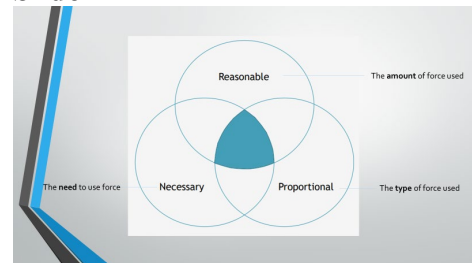 Reasonable
The amount of force used
The need to use force
Necessary
Proportional
The type of force used